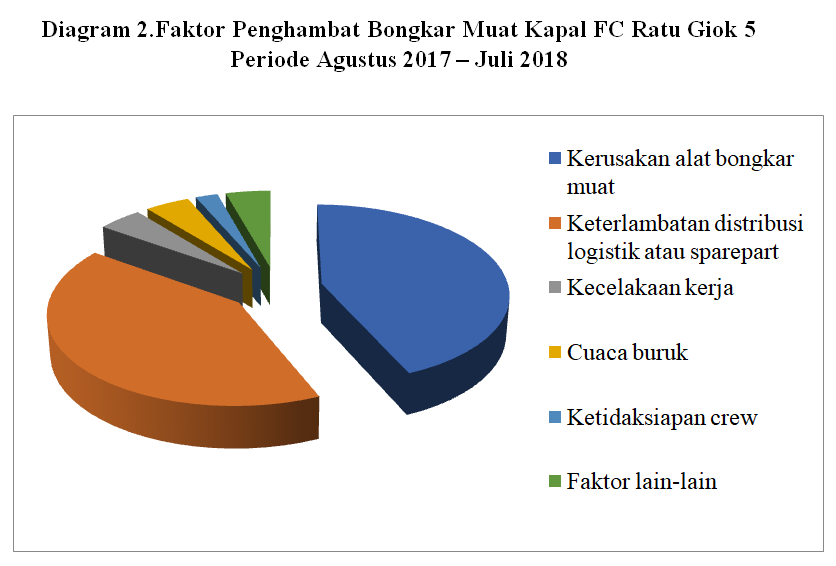 Diagram 2.Faktor Penghambat Bongkar Muat Kapal FC Ratu Giok 5
Periode Agustus 2017 – Juli 2018
Kerusakan alat bongkar
muat
Keterlambatan distribusi
logistik atau sparepart
Kecelakaan kerja
Cuaca buruk
Ketidaksiapan crew
Faktor lain-lain